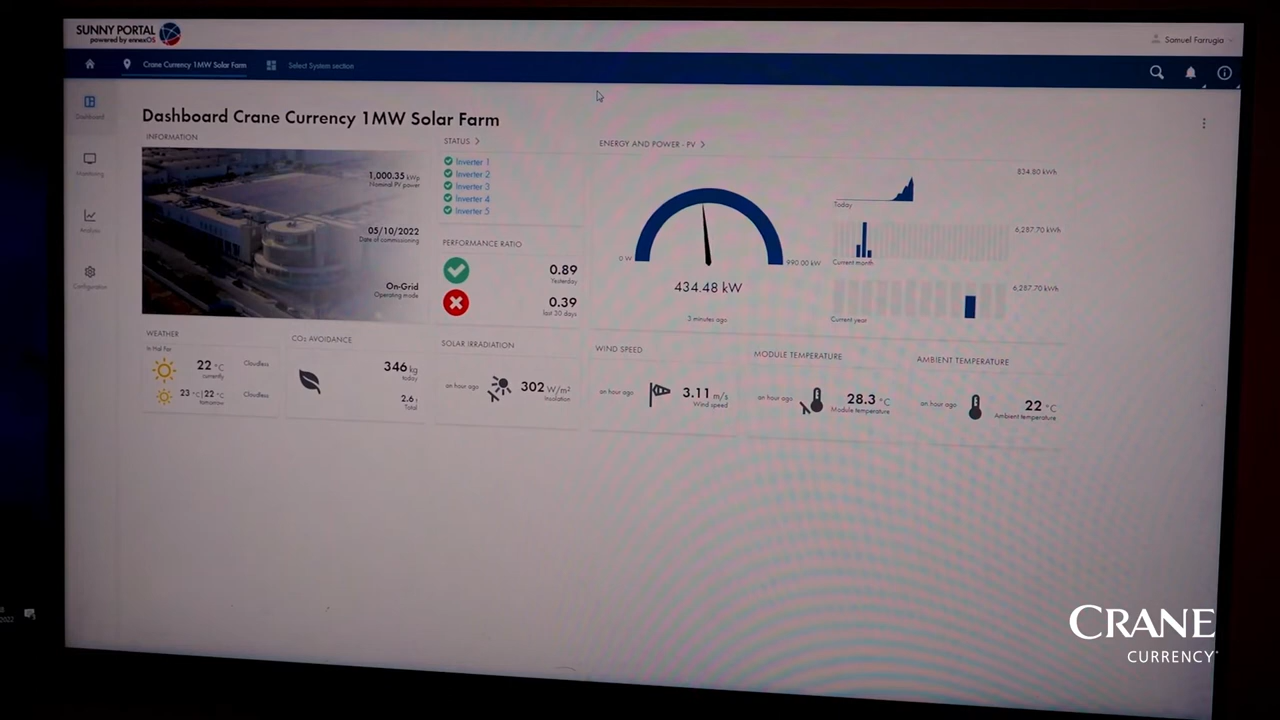 SUNNY PORTAL
powered by ennexOS
Samuel Farrugia
Crane Currency 1MW Solar Farm
Select System section
Dashboard
Monitoring
Analysis
Configuration
Dashboard Crane Currency 1MW Solar Farm
INFORMATION
1,000.35 kWp
Nominal PV power
05/10/2022
Date of commissioning
On-Grid
Operating mode
STATUS
Inverter 1
Inverter 2
Inverter 3
Inverter 4
Inverter 5
PERFORMANCE RATIO
0.89
Yesterday
0.39
last 30 days
ENERGY AND POWER - PV
0 W
990.00 kW
434.48 kW
3 minutes ago
834.80 kWh
Today
6,287.70 kWh
Current month
6,287.70 kWh
Current year
WEATHER
In Hal Far
22 °C
currently
Cloudless
23 °C | 22 °C
tomorrow
Cloudless
CO2 AVOIDANCE
346 kg
today
2.6 t
Total
SOLAR IRRADIATION
an hour ago
302 W/m²
Insolation
WIND SPEED
an hour ago
3.11 m/s
Wind speed
MODULE TEMPERATURE
an hour ago
28.3 °C
Module temperature
AMBIENT TEMPERATURE
an hour ago
22 °C
Ambient temperature
CRANE
CURRENCY